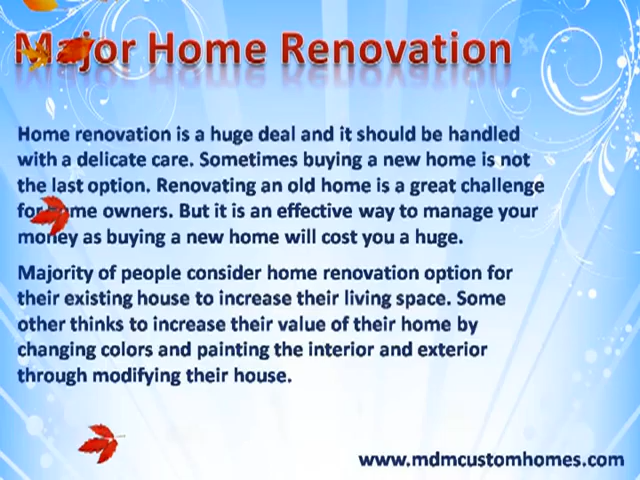 Major Home Renovation
Home renovation is a huge deal and it should be handled
with a delicate care. Sometimes buying a new home is not
the last option. Renovating an old home is a great challenge
for home owners. But it is an effective way to manage your
money as buying a new home will cost you a huge.
Majority of people consider home renovation option for
their existing house to increase their living space. Some
other thinks to increase their value of their home by
changing colors and painting the interior and exterior
through modifying their house.
www.mdmcustomhomes.com